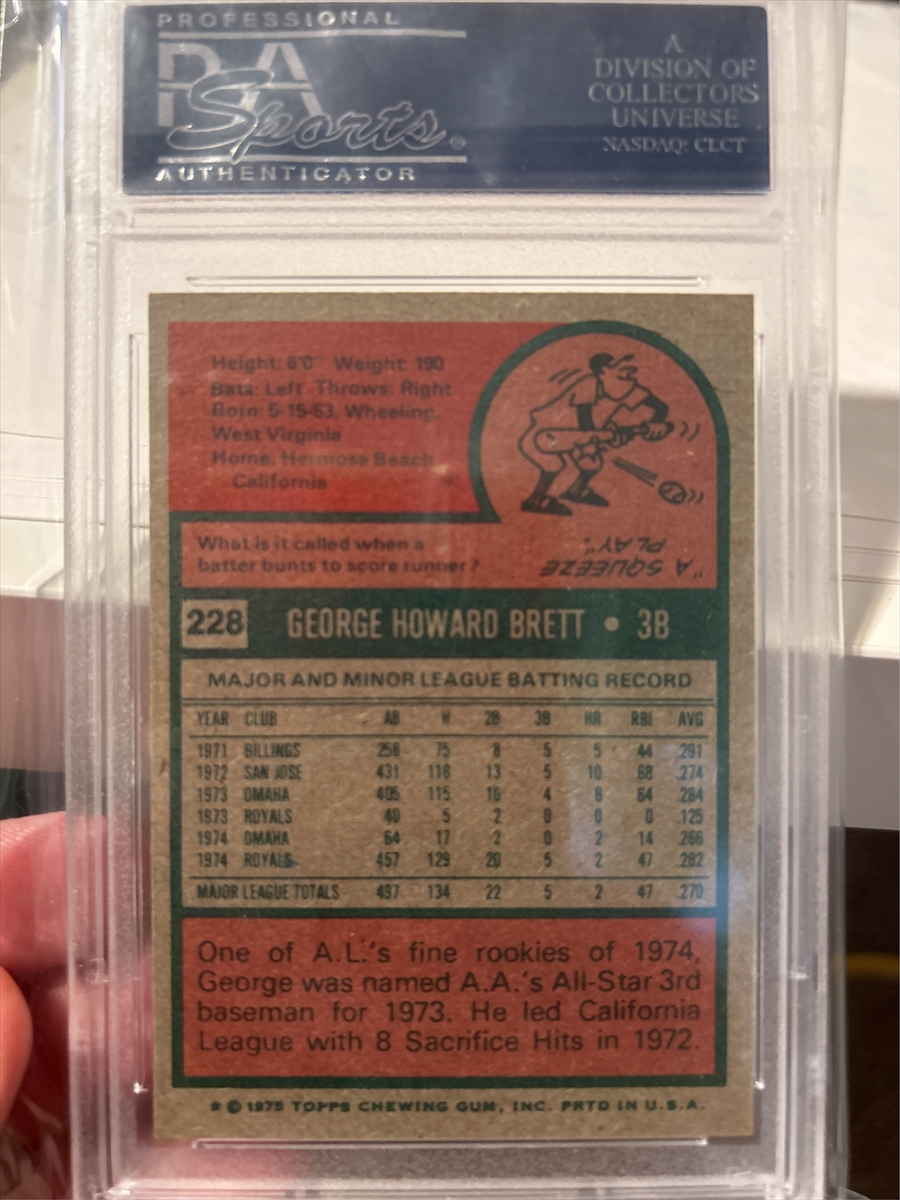 PROFESSIONAL
PSA
Sports®
AUTHENTICATOR
A
DIVISION OF
COLLECTORS
UNIVERSE
NASDAQ: CLCT
Height: 6'0" Weight: 190
Bats: Left Throws: Right
Born: 5-15-53, Wheeling,
West Virginia
Home: Hermosa Beach,
California
What is it called when a
batter bunts to score runner?
"A SQUEEZE
PLAY".
228 GEORGE HOWARD BRETT • 3B
MAJOR AND MINOR LEAGUE BATTING RECORD
YEAR CLUB AB H 2B 3B HR RBI AVG
1971 BILLINGS 258 75 8 5 5 44 .291
1972 SAN JOSE 431 118 13 5 10 68 .274
1973 OMAHA 405 115 16 4 8 64 .284
1973 ROYALS 40 5 2 0 0 0 .125
1974 OMAHA 64 17 2 0 2 14 .266
1974 ROYALS 457 129 20 5 2 47 .282
MAJOR LEAGUE TOTALS 497 134 22 5 2 47 .270
One of A.L.'s fine rookies of 1974,
George was named A.A.'s All-Star 3rd
baseman for 1973. He led California
League with 8 Sacrifice Hits in 1972.
* © 1975 TOPPS CHEWING GUM, INC. PRTD IN U.S.A.